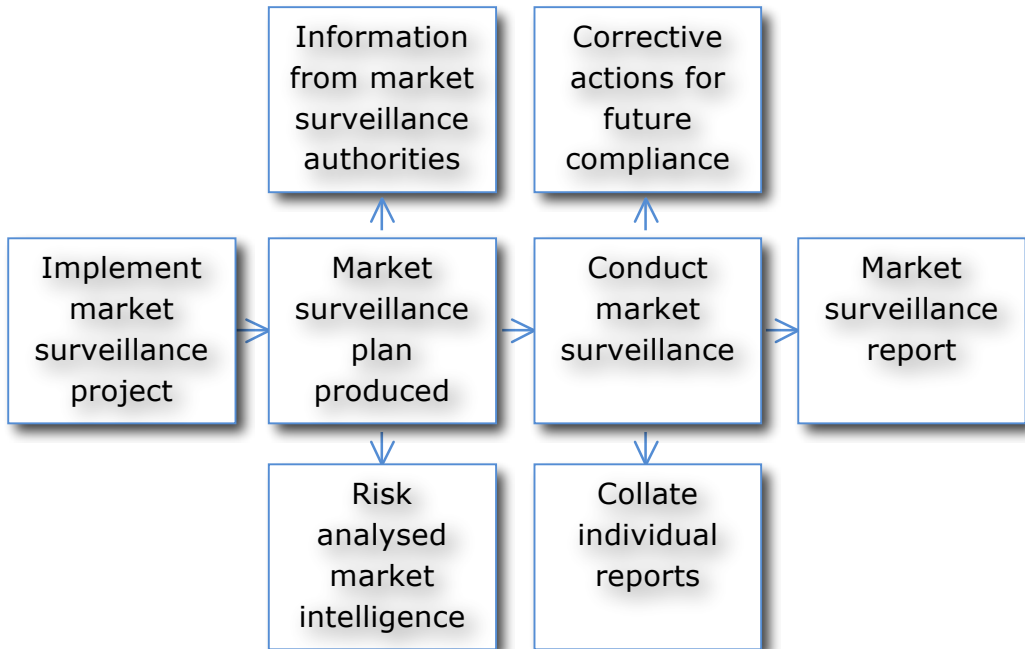 Information
from market
surveillance
authorities
Corrective
actions for
future
compliance
Implement
market
surveillance
project
Market
surveillance
plan
produced
Conduct
market
surveillance
Market
surveillance
report
Risk
analysed
market
intelligence
Collate
individual
reports